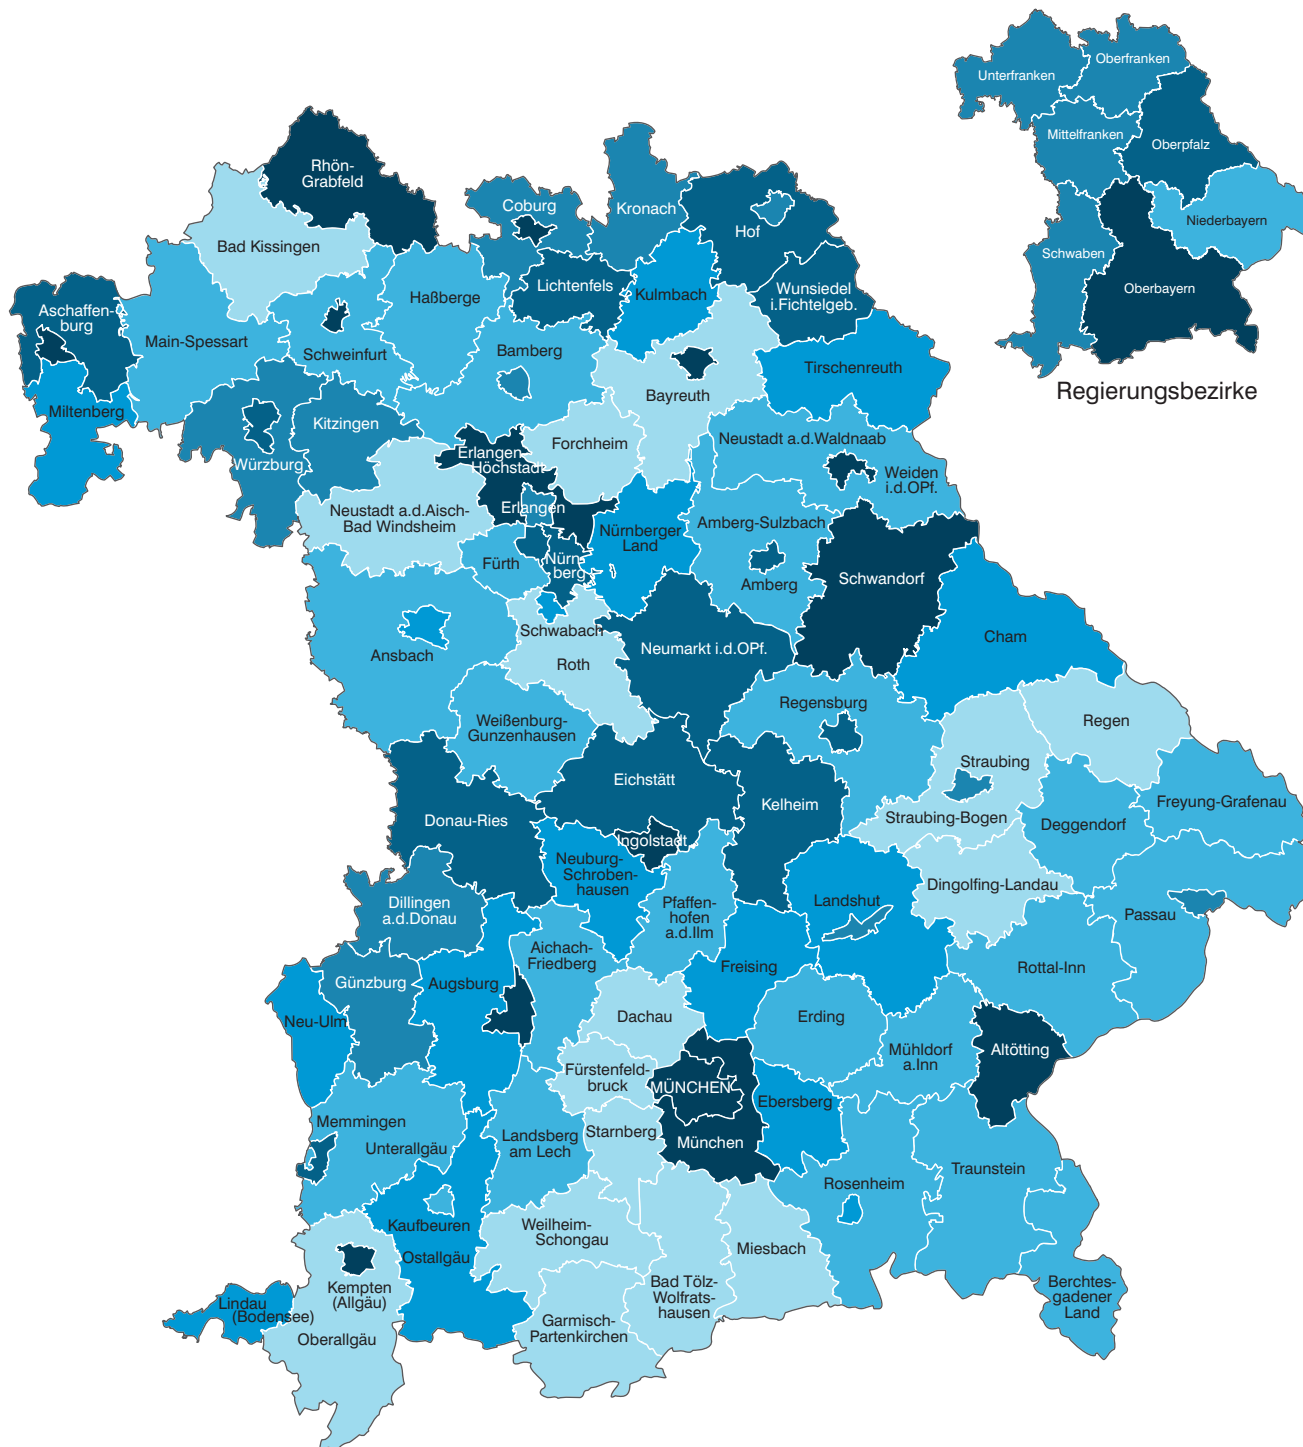 Oberfranken
Unterfranken
Mittelfranken
Oberpfalz
Niederbayern
Schwaben
Oberbayern
Regierungsbezirke
Rhön-
Grabfeld
Coburg
Kronach
Hof
Bad Kissingen
Lichtenfels
Kulmbach
Wunsiedel
i.Fichtelgeb.
Haßberge
Aschaffen-
burg
Main-Spessart
Schweinfurt
Bamberg
Tirschenreuth
Bayreuth
Miltenberg
Kitzingen
Forchheim
Neustadt a.d.Waldnaab
Würzburg
Erlangen-
Höchstadt
Weiden
i.d.OPf.
Neustadt a.d.Aisch-
Bad Windsheim
Erlangen
Nürnberger
Land
Amberg-Sulzbach
Fürth
Nürn-
berg
Amberg
Schwandorf
Schwabach
Cham
Ansbach
Roth
Neumarkt i.d.OPf.
Regensburg
Regen
Weißenburg-
Gunzenhausen
Straubing
Eichstätt
Kelheim
Freyung-Grafenau
Donau-Ries
Straubing-Bogen
Deggendorf
Ingolstadt
Neuburg-
Schroben-
hausen
Dingolfing-Landau
Dillingen
a.d.Donau
Pfaffen-
hofen
a.d.Ilm
Landshut
Passau
Aichach-
Friedberg
Günzburg
Augsburg
Freising
Rottal-Inn
Neu-Ulm
Dachau
Erding
Mühldorf
a.Inn
Altötting
Fürstenfeld-
bruck
MÜNCHEN
Ebersberg
Memmingen
Unterallgäu
Landsberg
am Lech
Starnberg
München
Traunstein
Rosenheim
Kaufbeuren
Weilheim-
Schongau
Miesbach
Ostallgäu
Kempten
(Allgäu)
Bad Tölz-
Wolfrats-
hausen
Berchtes-
gadener
Land
Lindau
(Bodensee)
Oberallgäu
Garmisch-
Partenkirchen